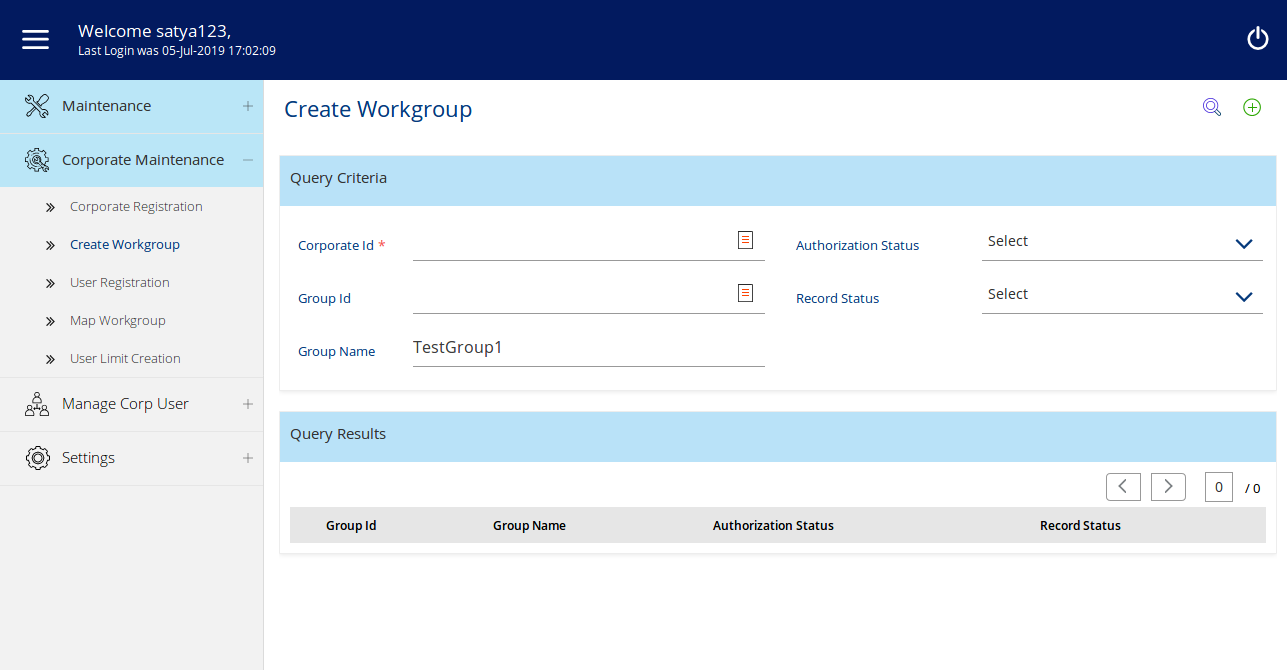 Welcome satya123,
Last Login was 05-Jul-2019 17:02:09
Maintenance
Corporate Maintenance
Corporate Registration
Create Workgroup
User Registration
Map Workgroup
User Limit Creation
Manage Corp User
Settings
Create Workgroup
Query Criteria
Corporate Id * Authorization Status Select
Group Id Record Status Select
Group Name TestGroup1
Query Results
0 / 0
Group Id Group Name Authorization Status Record Status